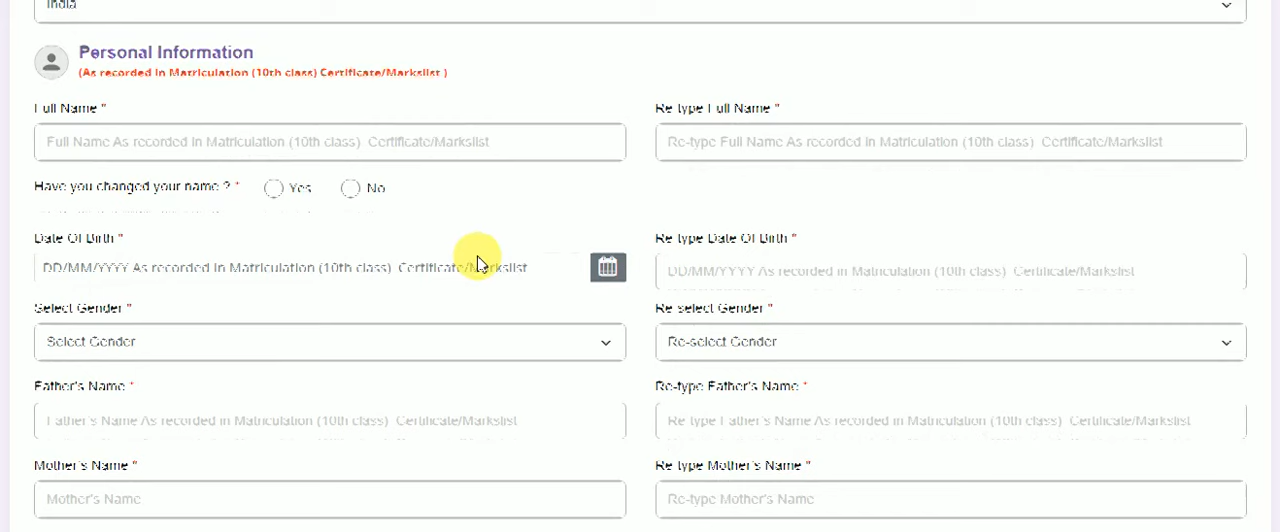 India
Personal Information
(As recorded in Matriculation (10th class) Certificate/Markslist )
Full Name * Re type Full Name *
Full Name As recorded in Matriculation (10th class) Certificate/Markslist Re-type Full Name As recorded in Matriculation (10th class) Certificate/Markslist
Have you changed your name ? * Yes No
Date Of Birth * Re type Date Of Birth *
DD/MM/YYYY As recorded in Matriculation (10th class) Certificate/Markslist DD/MM/YYYY As recorded in Matriculation (10th class) Certificate/Markslist
Select Gender * Re-select Gender *
Select Gender Re-select Gender
Father's Name * Re-type Father's Name *
Father's Name As recorded in Matriculation (10th class) Certificate/Markslist Re type Father's Name As recorded in Matriculation (10th class) Certificate/Markslist
Mother's Name * Re type Mother's Name *
Mother's Name Re-type Mother's Name